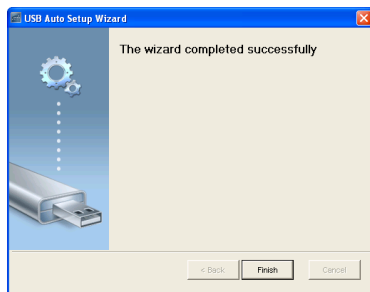 USB Auto Setup Wizard
The wizard completed successfully
< Back
Finish
Cancel